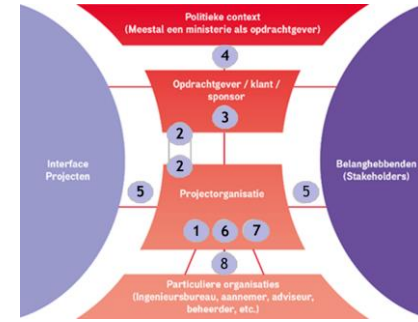 Politieke context
(Meestal een ministerie als opdrachtgever)
4
Opdrachtgever / klant /
sponsor
3
2
2
Interface
Projecten
Belanghebbenden
(Stakeholders)
5
Projectorganisatie
5
1 6 7
8
Particuliere organisaties
(Ingenieursbureau, aannemer, adviseur,
beheerder, etc.)